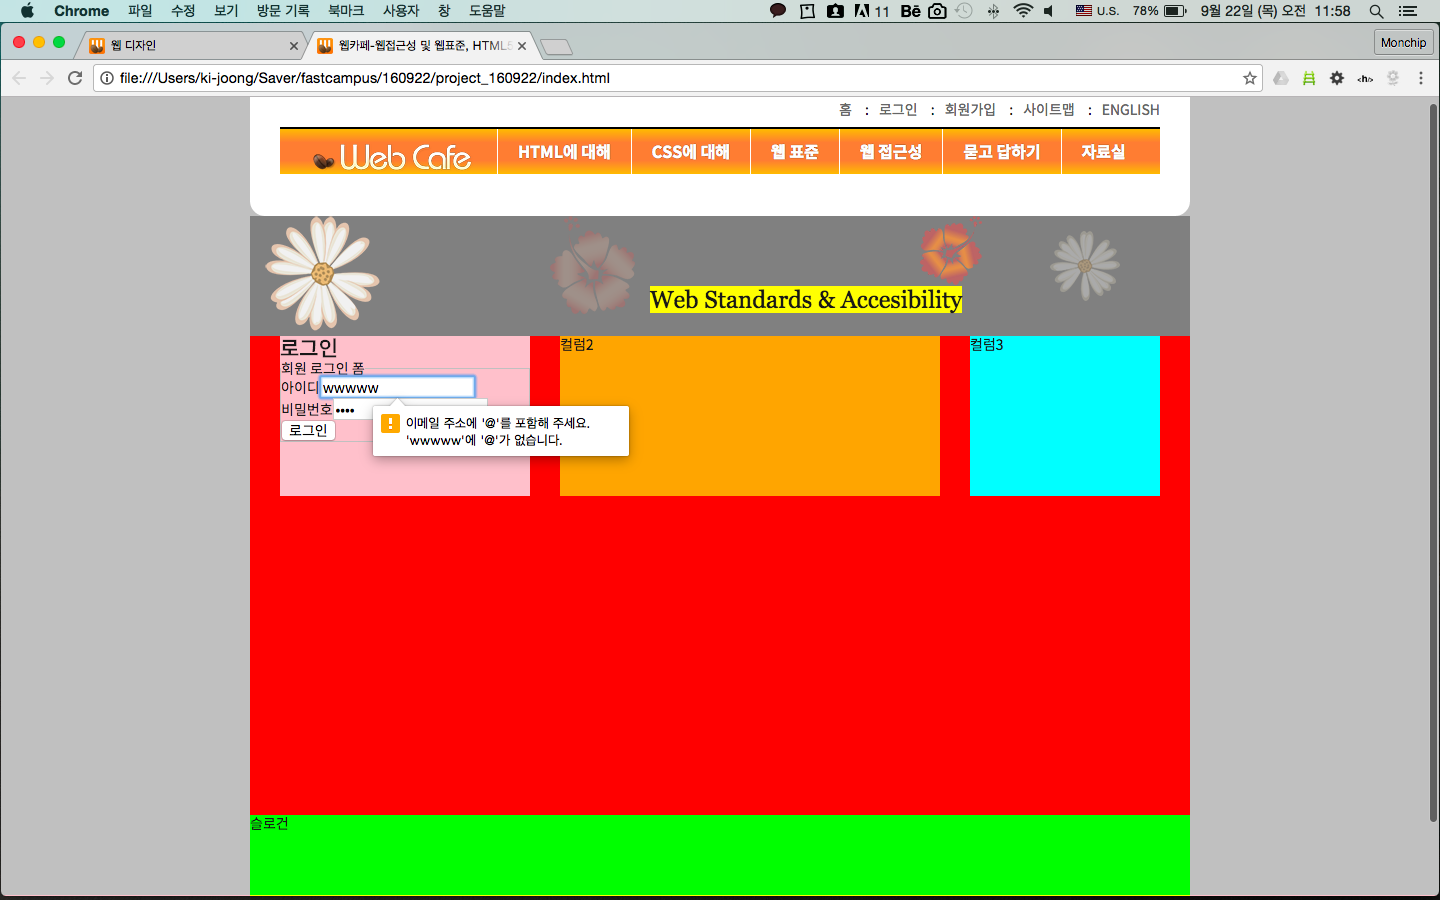 Chrome 파일 수정 보기 방문 기록 북마크 사용자 창 도움말 11 Bē U.S. 78% 9월 22일 (목) 오전 11:58
웹 디자인 웹카페-웹접근성 및 웹표준, HTML5 Monchip
file:///Users/ki-joong/Saver/fastcampus/160922/project_160922/index.html <h/>
홈 : 로그인 : 회원가입 : 사이트맵 : ENGLISH
Web Cafe HTML에 대해 CSS에 대해 웹 표준 웹 접근성 묻고 답하기 자료실
Web Standards & Accesibility
로그인 컬럼2 컬럼3
회원 로그인 폼
아이디 wwwww
비밀번호 ••••
이메일 주소에 '@'를 포함해 주세요.
로그인
'wwwww'에 '@'가 없습니다.
슬로건